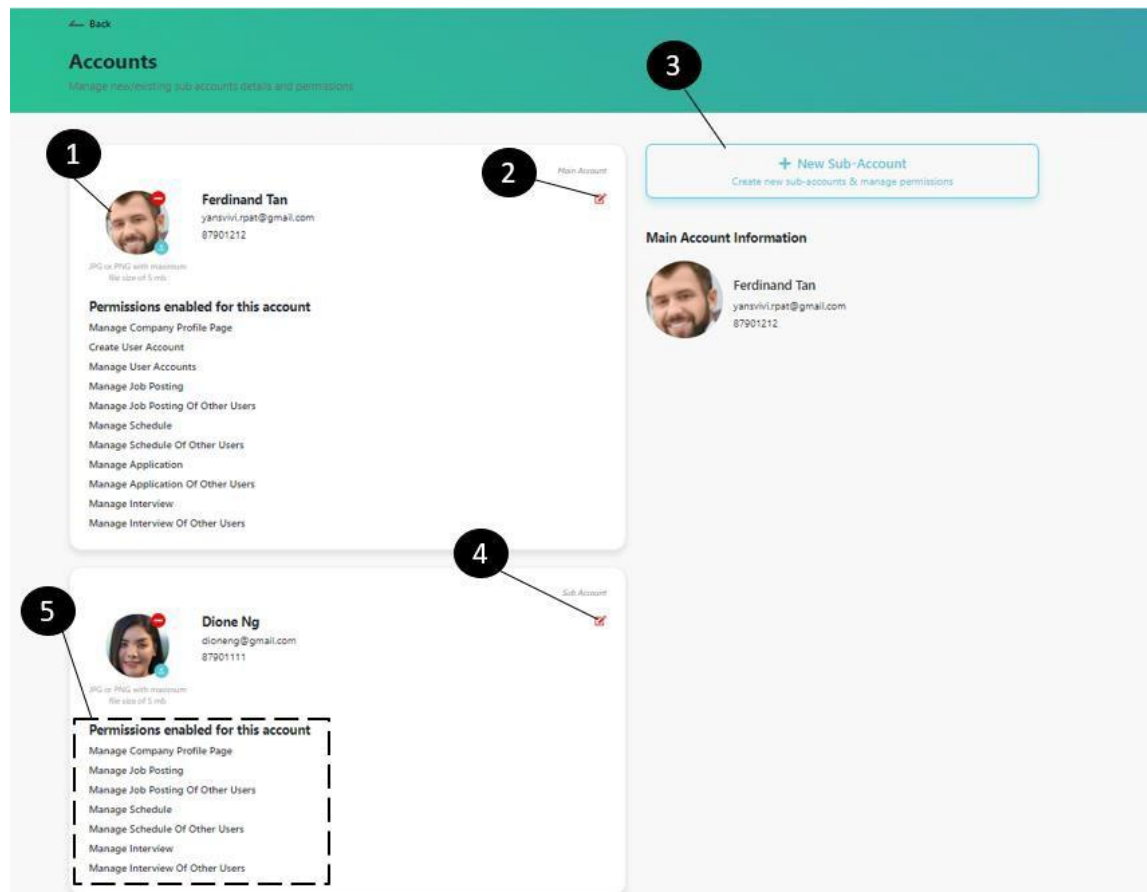 Back
Accounts
Manage new/existing sub accounts details and permissions
3
1
2
Main Account
Ferdinand Tan
yansvivi.rpat@gmail.com
87901212
JPG or PNG with maximum
file size of 5 mb
Permissions enabled for this account
Manage Company Profile Page
Create User Account
Manage User Accounts
Manage Job Posting
Manage Job Posting Of Other Users
Manage Schedule
Manage Schedule Of Other Users
Manage Application
Manage Application Of Other Users
Manage Interview
Manage Interview Of Other Users
+ New Sub-Account
Create new sub-accounts & manage permissions
Main Account Information
Ferdinand Tan
yansvivi.rpat@gmail.com
87901212
4
5
Sub Account
Dione Ng
dioneng@gmail.com
87901111
JPG or PNG with maximum
file size of 5 mb
Permissions enabled for this account
Manage Company Profile Page
Manage Job Posting
Manage Job Posting Of Other Users
Manage Schedule
Manage Schedule Of Other Users
Manage Interview
Manage Interview Of Other Users